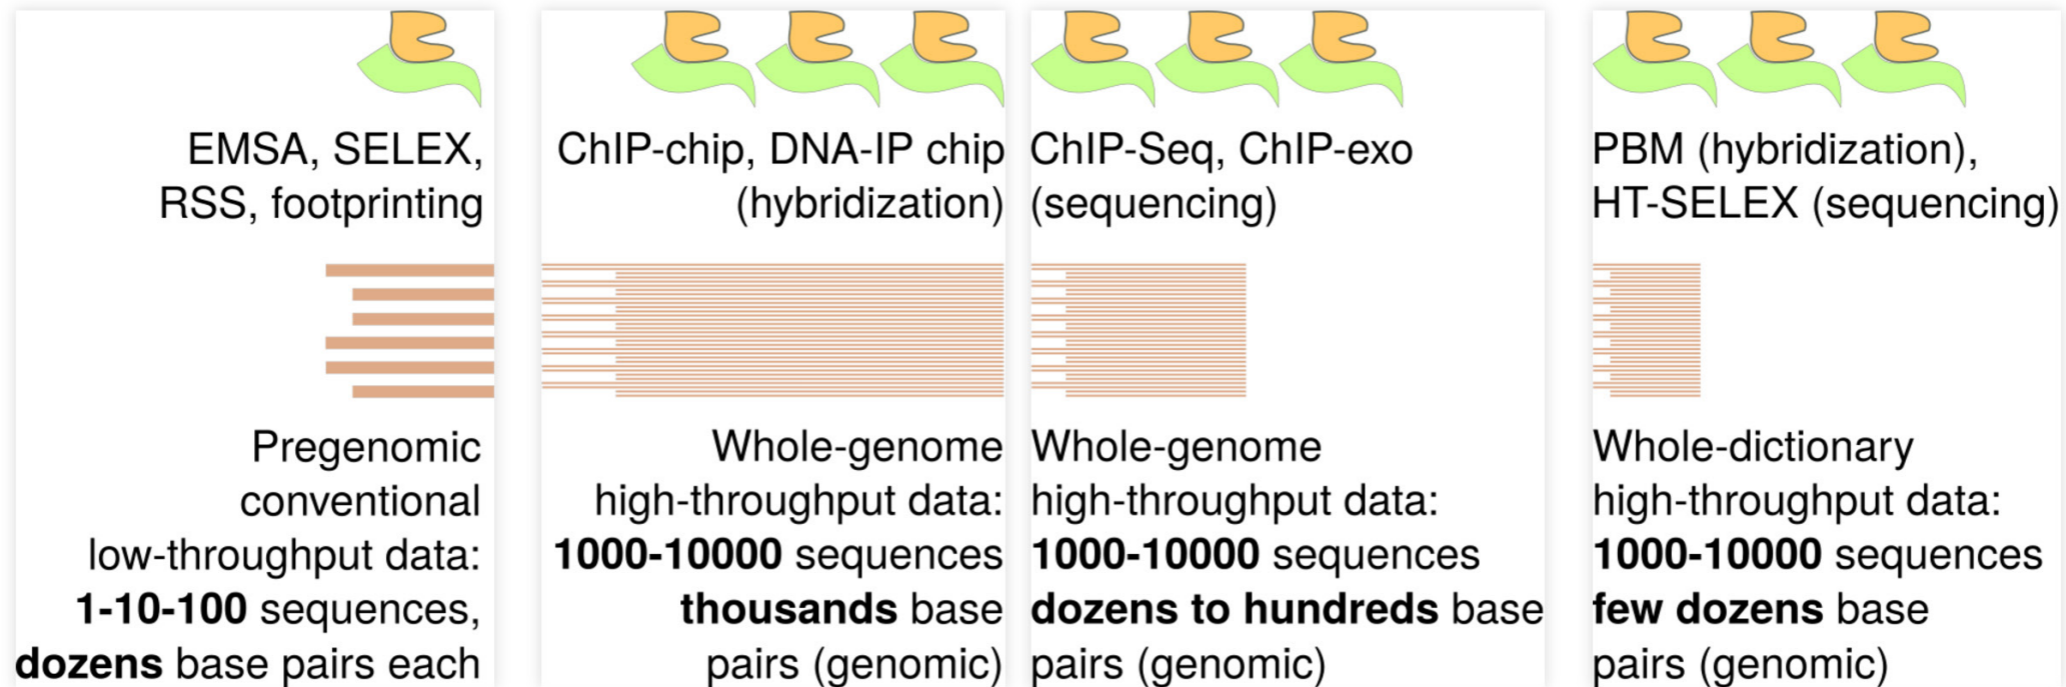 EMSA, SELEX,
RSS, footprinting
Pregenomic
conventional
low-throughput data:
1-10-100 sequences,
dozens base pairs each
ChIP-chip, DNA-IP chip
(hybridization)
Whole-genome
high-throughput data:
1000-10000 sequences
thousands base
pairs (genomic)
ChIP-Seq, ChIP-exo
(sequencing)
Whole-genome
high-throughput data:
1000-10000 sequences
dozens to hundreds base
pairs (genomic)
PBM (hybridization),
HT-SELEX (sequencing)
Whole-dictionary
high-throughput data:
1000-10000 sequences
few dozens base
pairs (genomic)